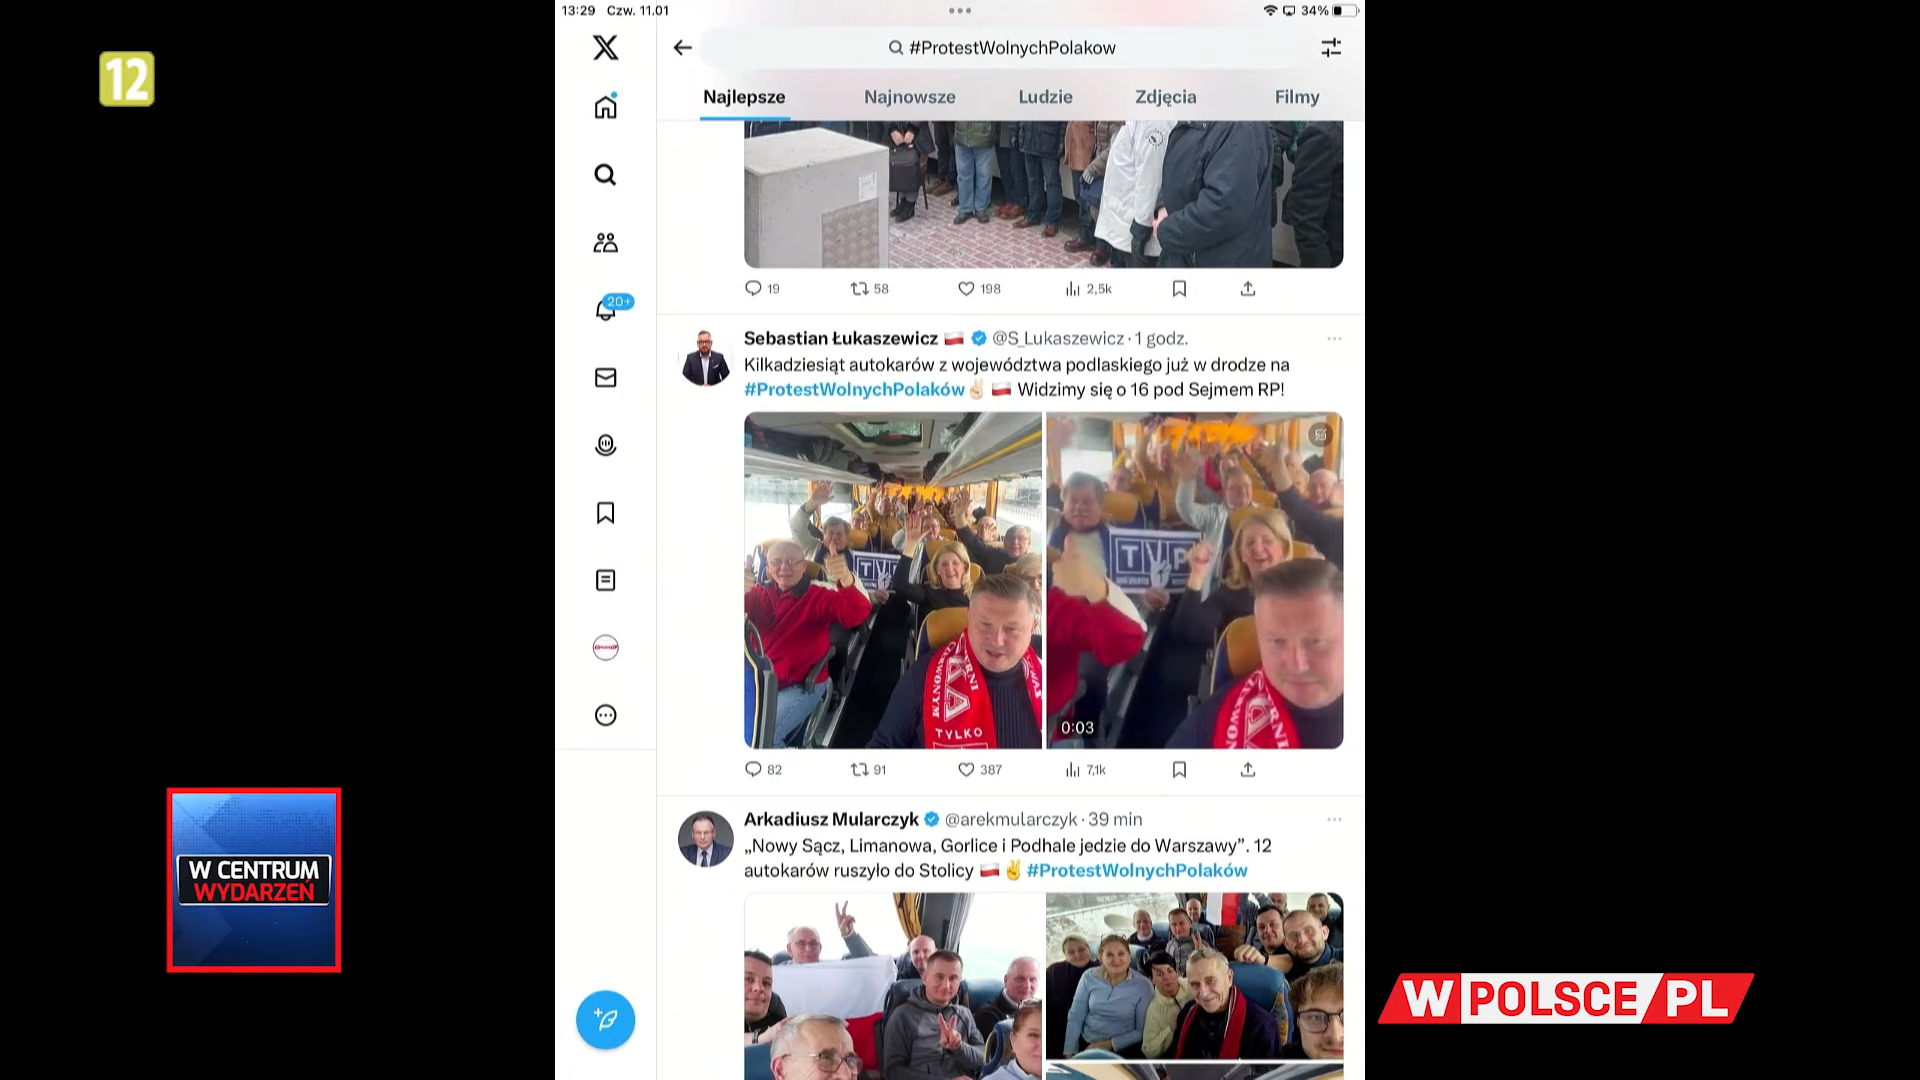 13:29 Czw. 11.01
34%
12
#ProtestWolnychPolakow
Najlepsze Najnowsze Ludzie Zdjęcia Filmy
19 58 198 2,5k
20+
Sebastian Łukaszewicz @S_Lukaszewicz · 1 godz.
Kilkadziesiąt autokarów z województwa podlaskiego już w drodze na
#ProtestWolnychPolaków Widzimy się o 16 pod Sejmem RP!
TVP
TVP
TYLKO
0:03
82 91 387 7,1k
Arkadiusz Mularczyk @arekmularczyk · 39 min
„Nowy Sącz, Limanowa, Gorlice i Podhale jedzie do Warszawy”. 12
autokarów ruszyło do Stolicy #ProtestWolnychPolaków
W CENTRUM
WYDARZEŃ
WPOLSCE/PL